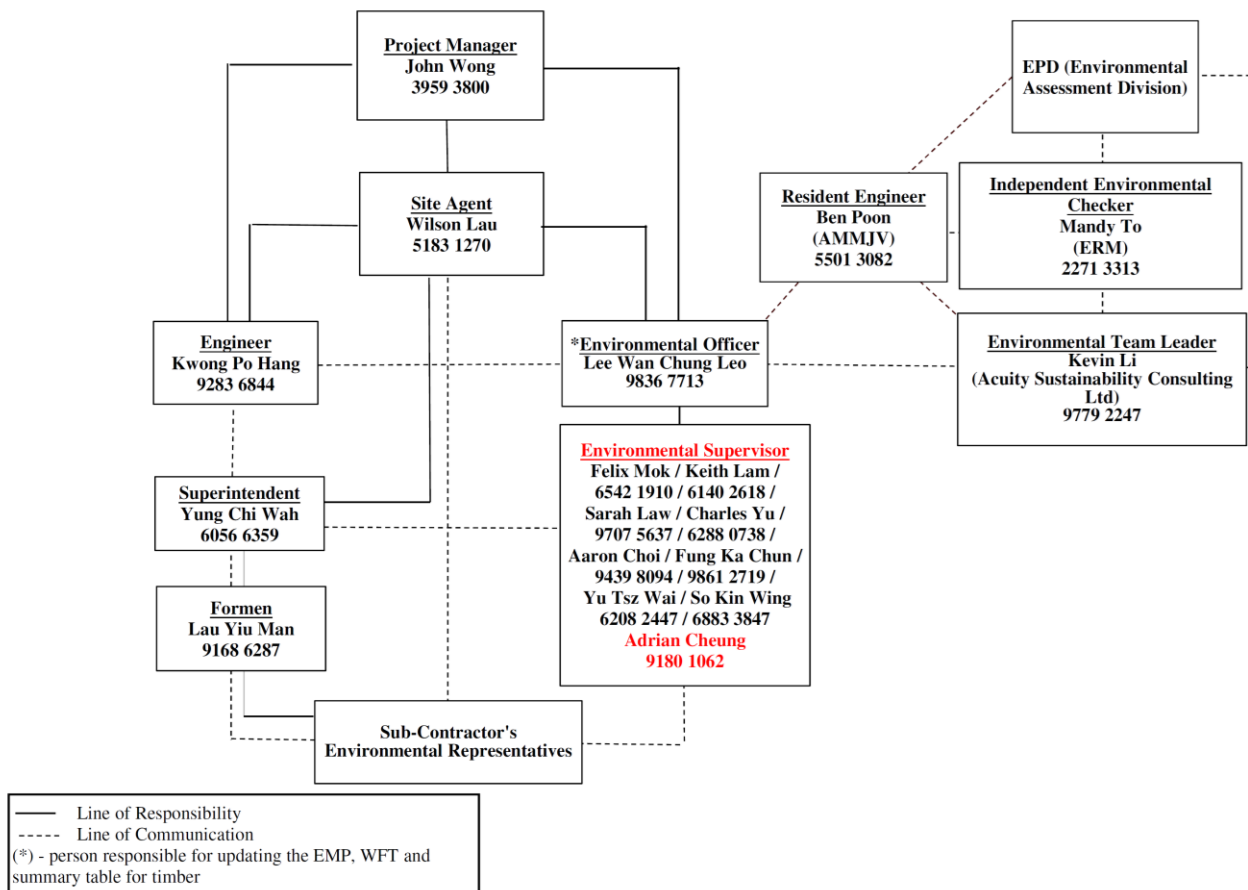 Project Manager
John Wong
3959 3800
EPD (Environmental
Assessment Division)
Site Agent
Wilson Lau
5183 1270
Resident Engineer
Ben Poon
(AMMJV)
5501 3082
Independent Environmental
Checker
Mandy To
(ERM)
2271 3313
Engineer
Kwong Po Hang
9283 6844
*Environmental Officer
Lee Wan Chung Leo
9836 7713
Environmental Team Leader
Kevin Li
(Acuity Sustainability Consulting
Ltd)
9779 2247
Environmental Supervisor
Felix Mok / Keith Lam /
6542 1910 / 6140 2618 /
Sarah Law / Charles Yu /
9707 5637 / 6288 0738 /
Aaron Choi / Fung Ka Chun /
9439 8094 / 9861 2719 /
Yu Tsz Wai / So Kin Wing
6208 2447 / 6883 3847
Adrian Cheung
9180 1062
Superintendent
Yung Chi Wah
6056 6359
Formen
Lau Yiu Man
9168 6287
Sub-Contractor's
Environmental Representatives
Line of Responsibility
Line of Communication
(*) - person responsible for updating the EMP, WFT and
summary table for timber